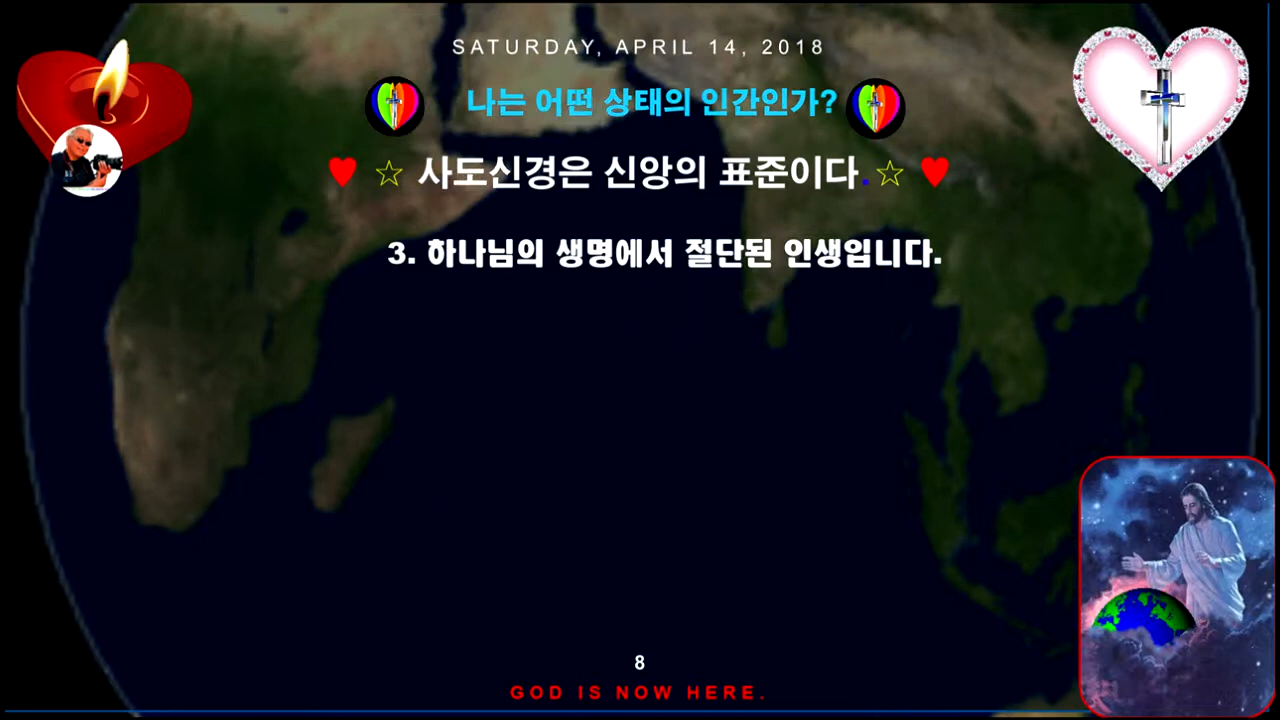 SATURDAY, APRIL 14, 2018
나는 어떤 상태의 인간인가?
♥ ☆ 사도신경은 신앙의 표준이다.☆ ♥
3. 하나님의 생명에서 절단된 인생입니다.
8
GOD IS NOW HERE.